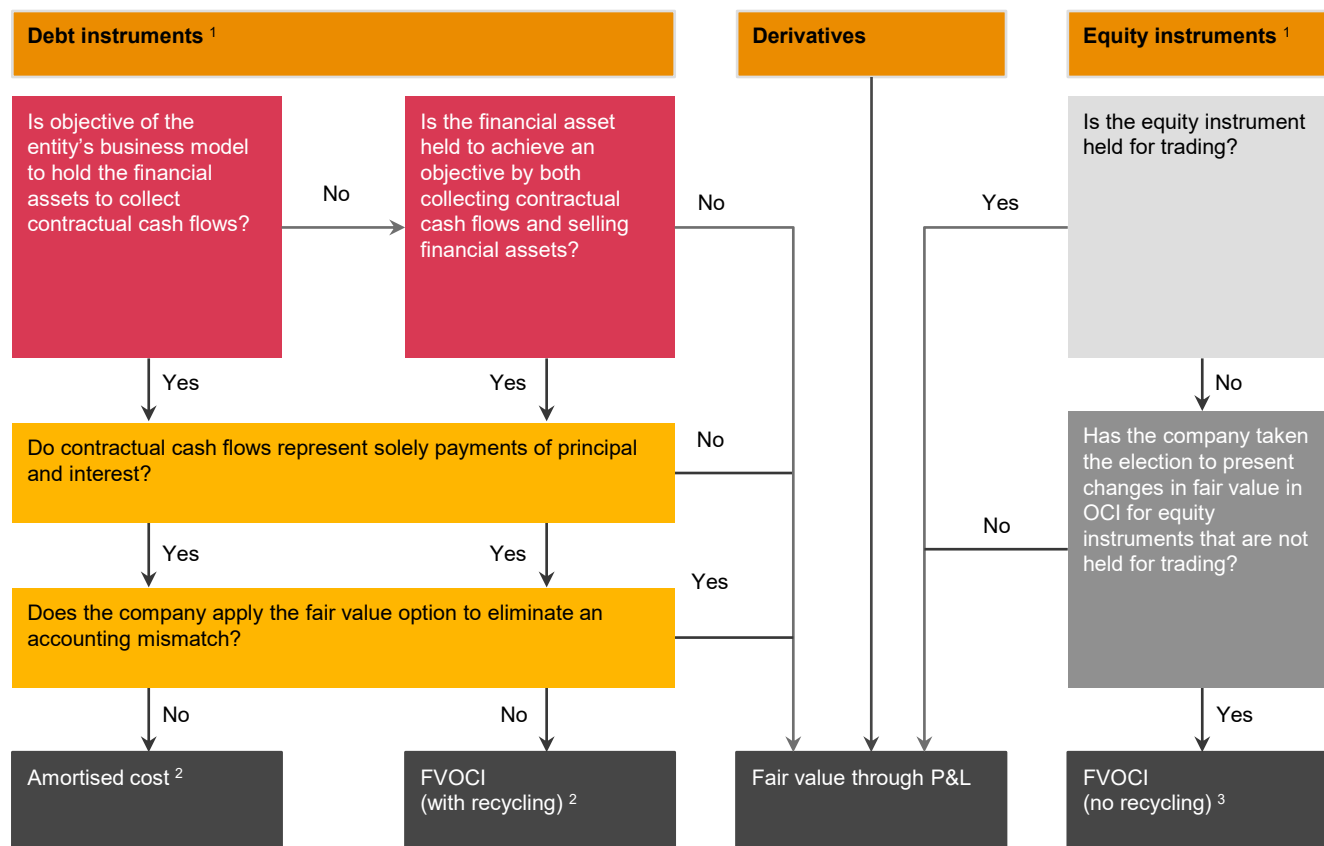 Debt instruments ¹
Derivatives
Equity instruments ¹
Is objective of the
entity’s business model
to hold the financial
assets to collect
contractual cash flows?
No
Is the financial asset
held to achieve an
objective by both
collecting contractual
cash flows and selling
financial assets?
No
Yes
Is the equity instrument
held for trading?
Yes
Yes
No
Do contractual cash flows represent solely payments of principal
and interest?
No
Has the company taken
the election to present
changes in fair value in
OCI for equity
instruments that are not
held for trading?
No
Yes
Yes
Yes
Does the company apply the fair value option to eliminate an
accounting mismatch?
No
No
Yes
Amortised cost ²
FVOCI
(with recycling) ²
Fair value through P&L
FVOCI
(no recycling) ³